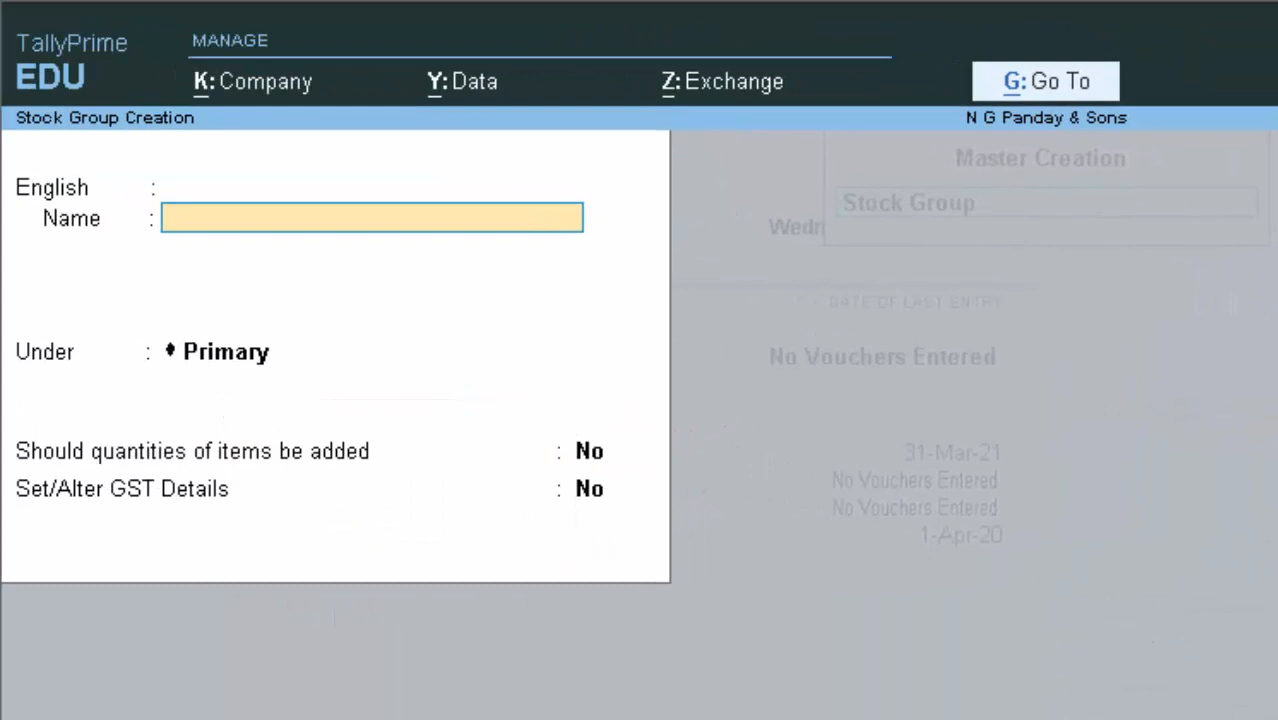 TallyPrime
EDU
MANAGE
K: Company
Y: Data
Z: Exchange
G: Go To
Stock Group Creation
N G Panday & Sons
English :
Name :
Under : ♦ Primary
Should quantities of items be added : No
Set/Alter GST Details : No
Master Creation
Stock Group
Wedn
DATE OF LAST ENTRY
No Vouchers Entered
31-Mar-21
No Vouchers Entered
No Vouchers Entered
1-Apr-20